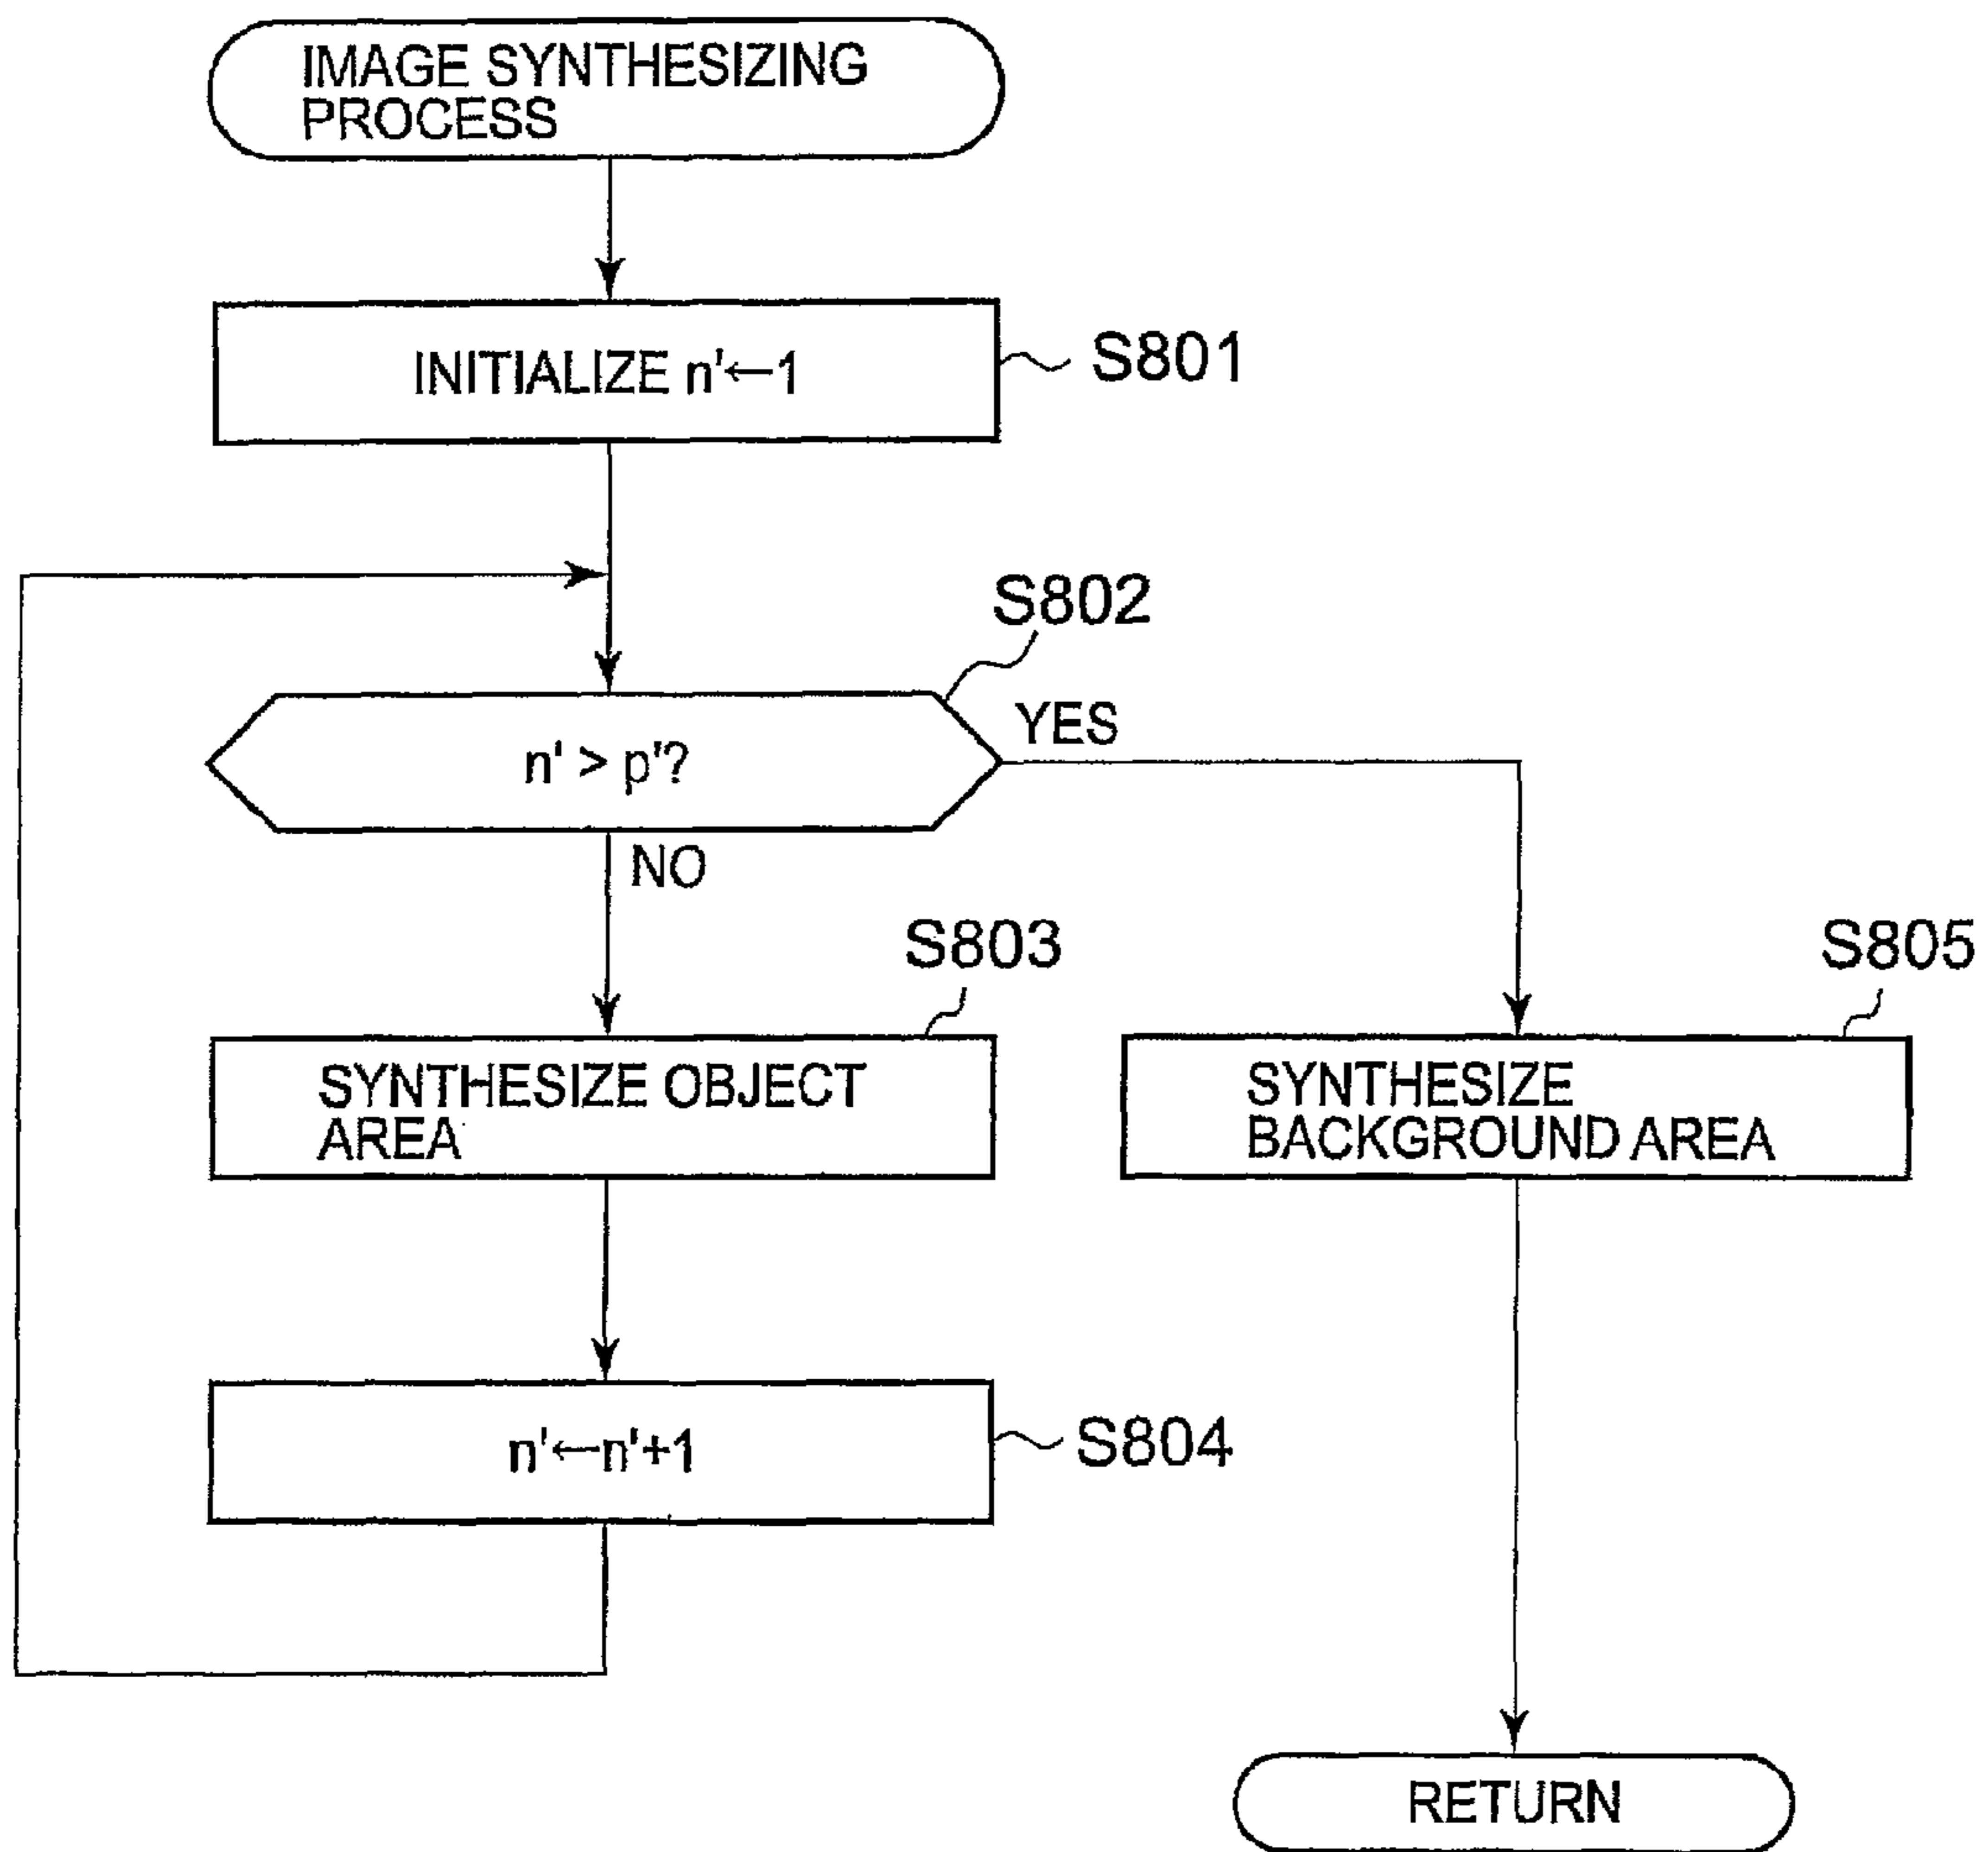 IMAGE SYNTHESIZING
PROCESS
INITIALIZE n'←1
S801
S802
n' > p'?
YES
NO
S803
SYNTHESIZE OBJECT
AREA
S805
SYNTHESIZE
BACKGROUND AREA
n'←n'+1
S804
RETURN